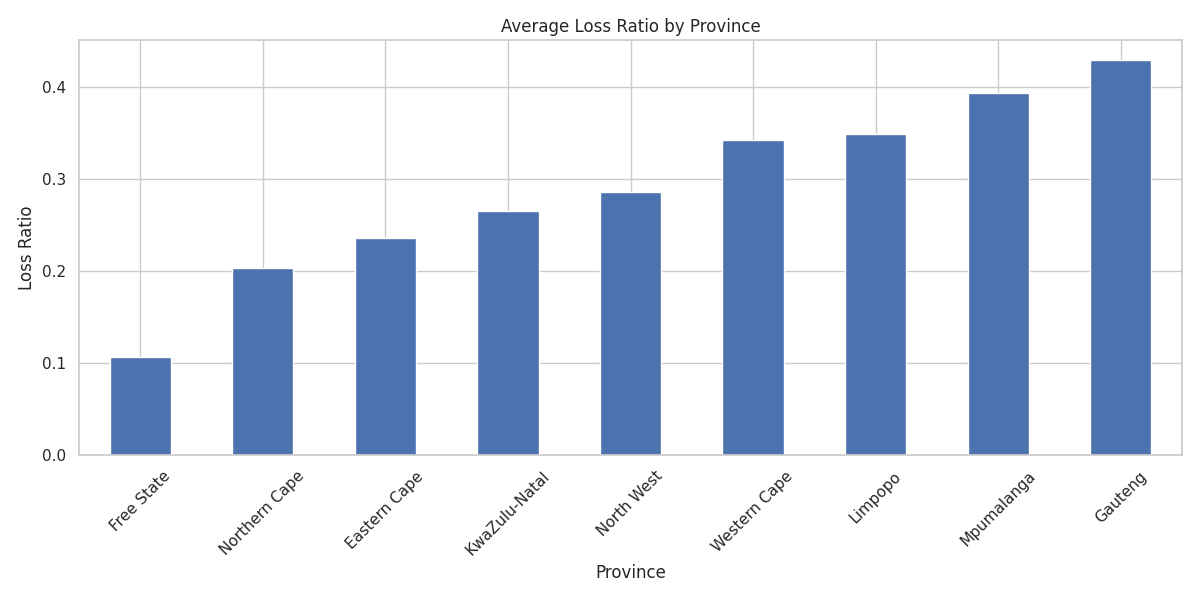 Average Loss Ratio by Province
Loss Ratio
0.4
0.3
0.2
0.1
0.0
Free State
Northern Cape
Eastern Cape
KwaZulu-Natal
North West
Western Cape
Limpopo
Mpumalanga
Gauteng
Province